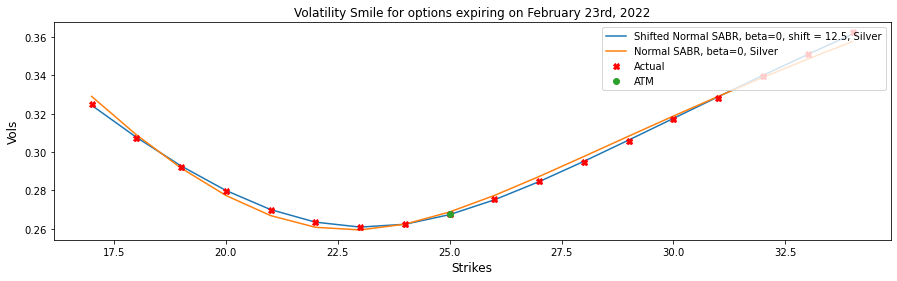 Volatility Smile for options expiring on February 23rd, 2022
Vols
0.36
0.34
0.32
0.30
0.28
0.26
Shifted Normal SABR, beta=0, shift = 12.5, Silver
Normal SABR, beta=0, Silver
Actual
ATM
17.5 20.0 22.5 25.0 27.5 30.0 32.5
Strikes